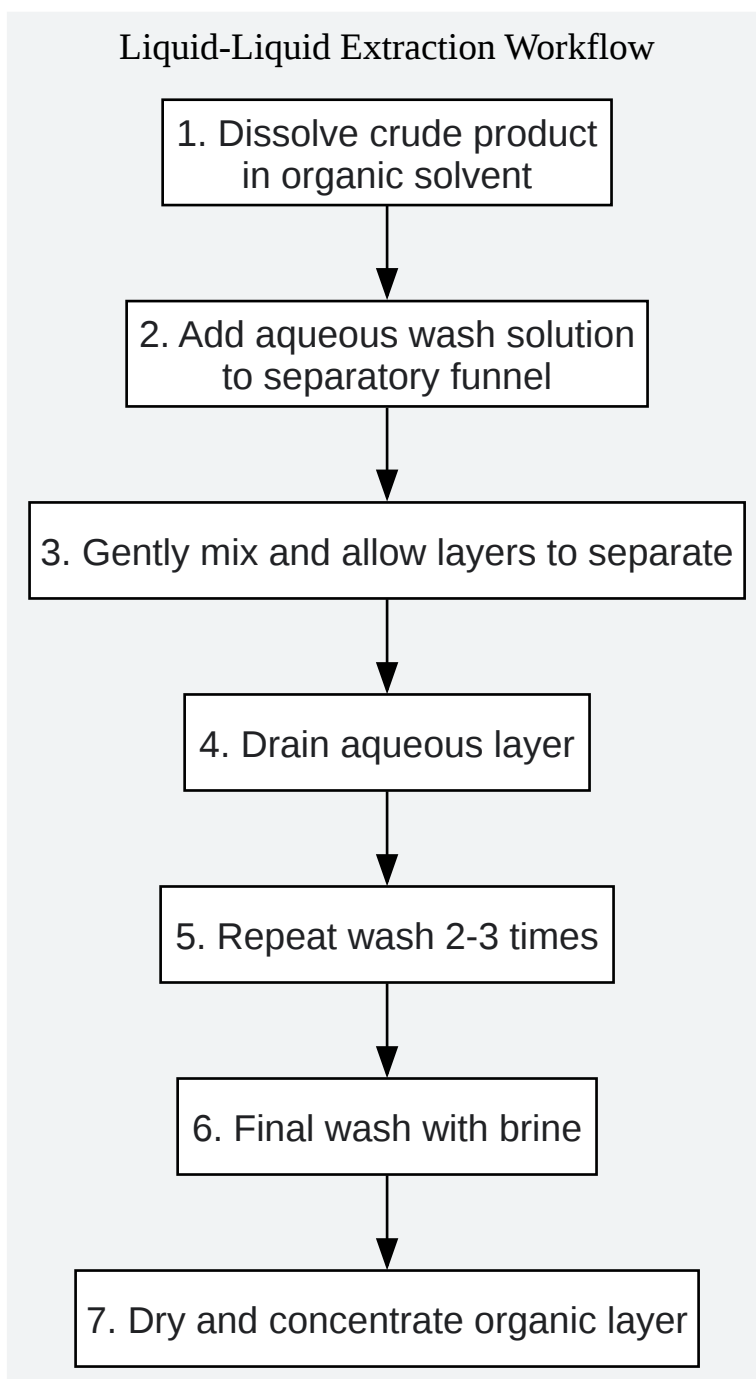 Liquid-Liquid Extraction Workflow
1. Dissolve crude product
in organic solvent
2. Add aqueous wash solution
to separatory funnel
3. Gently mix and allow layers to separate
4. Drain aqueous layer
5. Repeat wash 2-3 times
6. Final wash with brine
7. Dry and concentrate organic layer